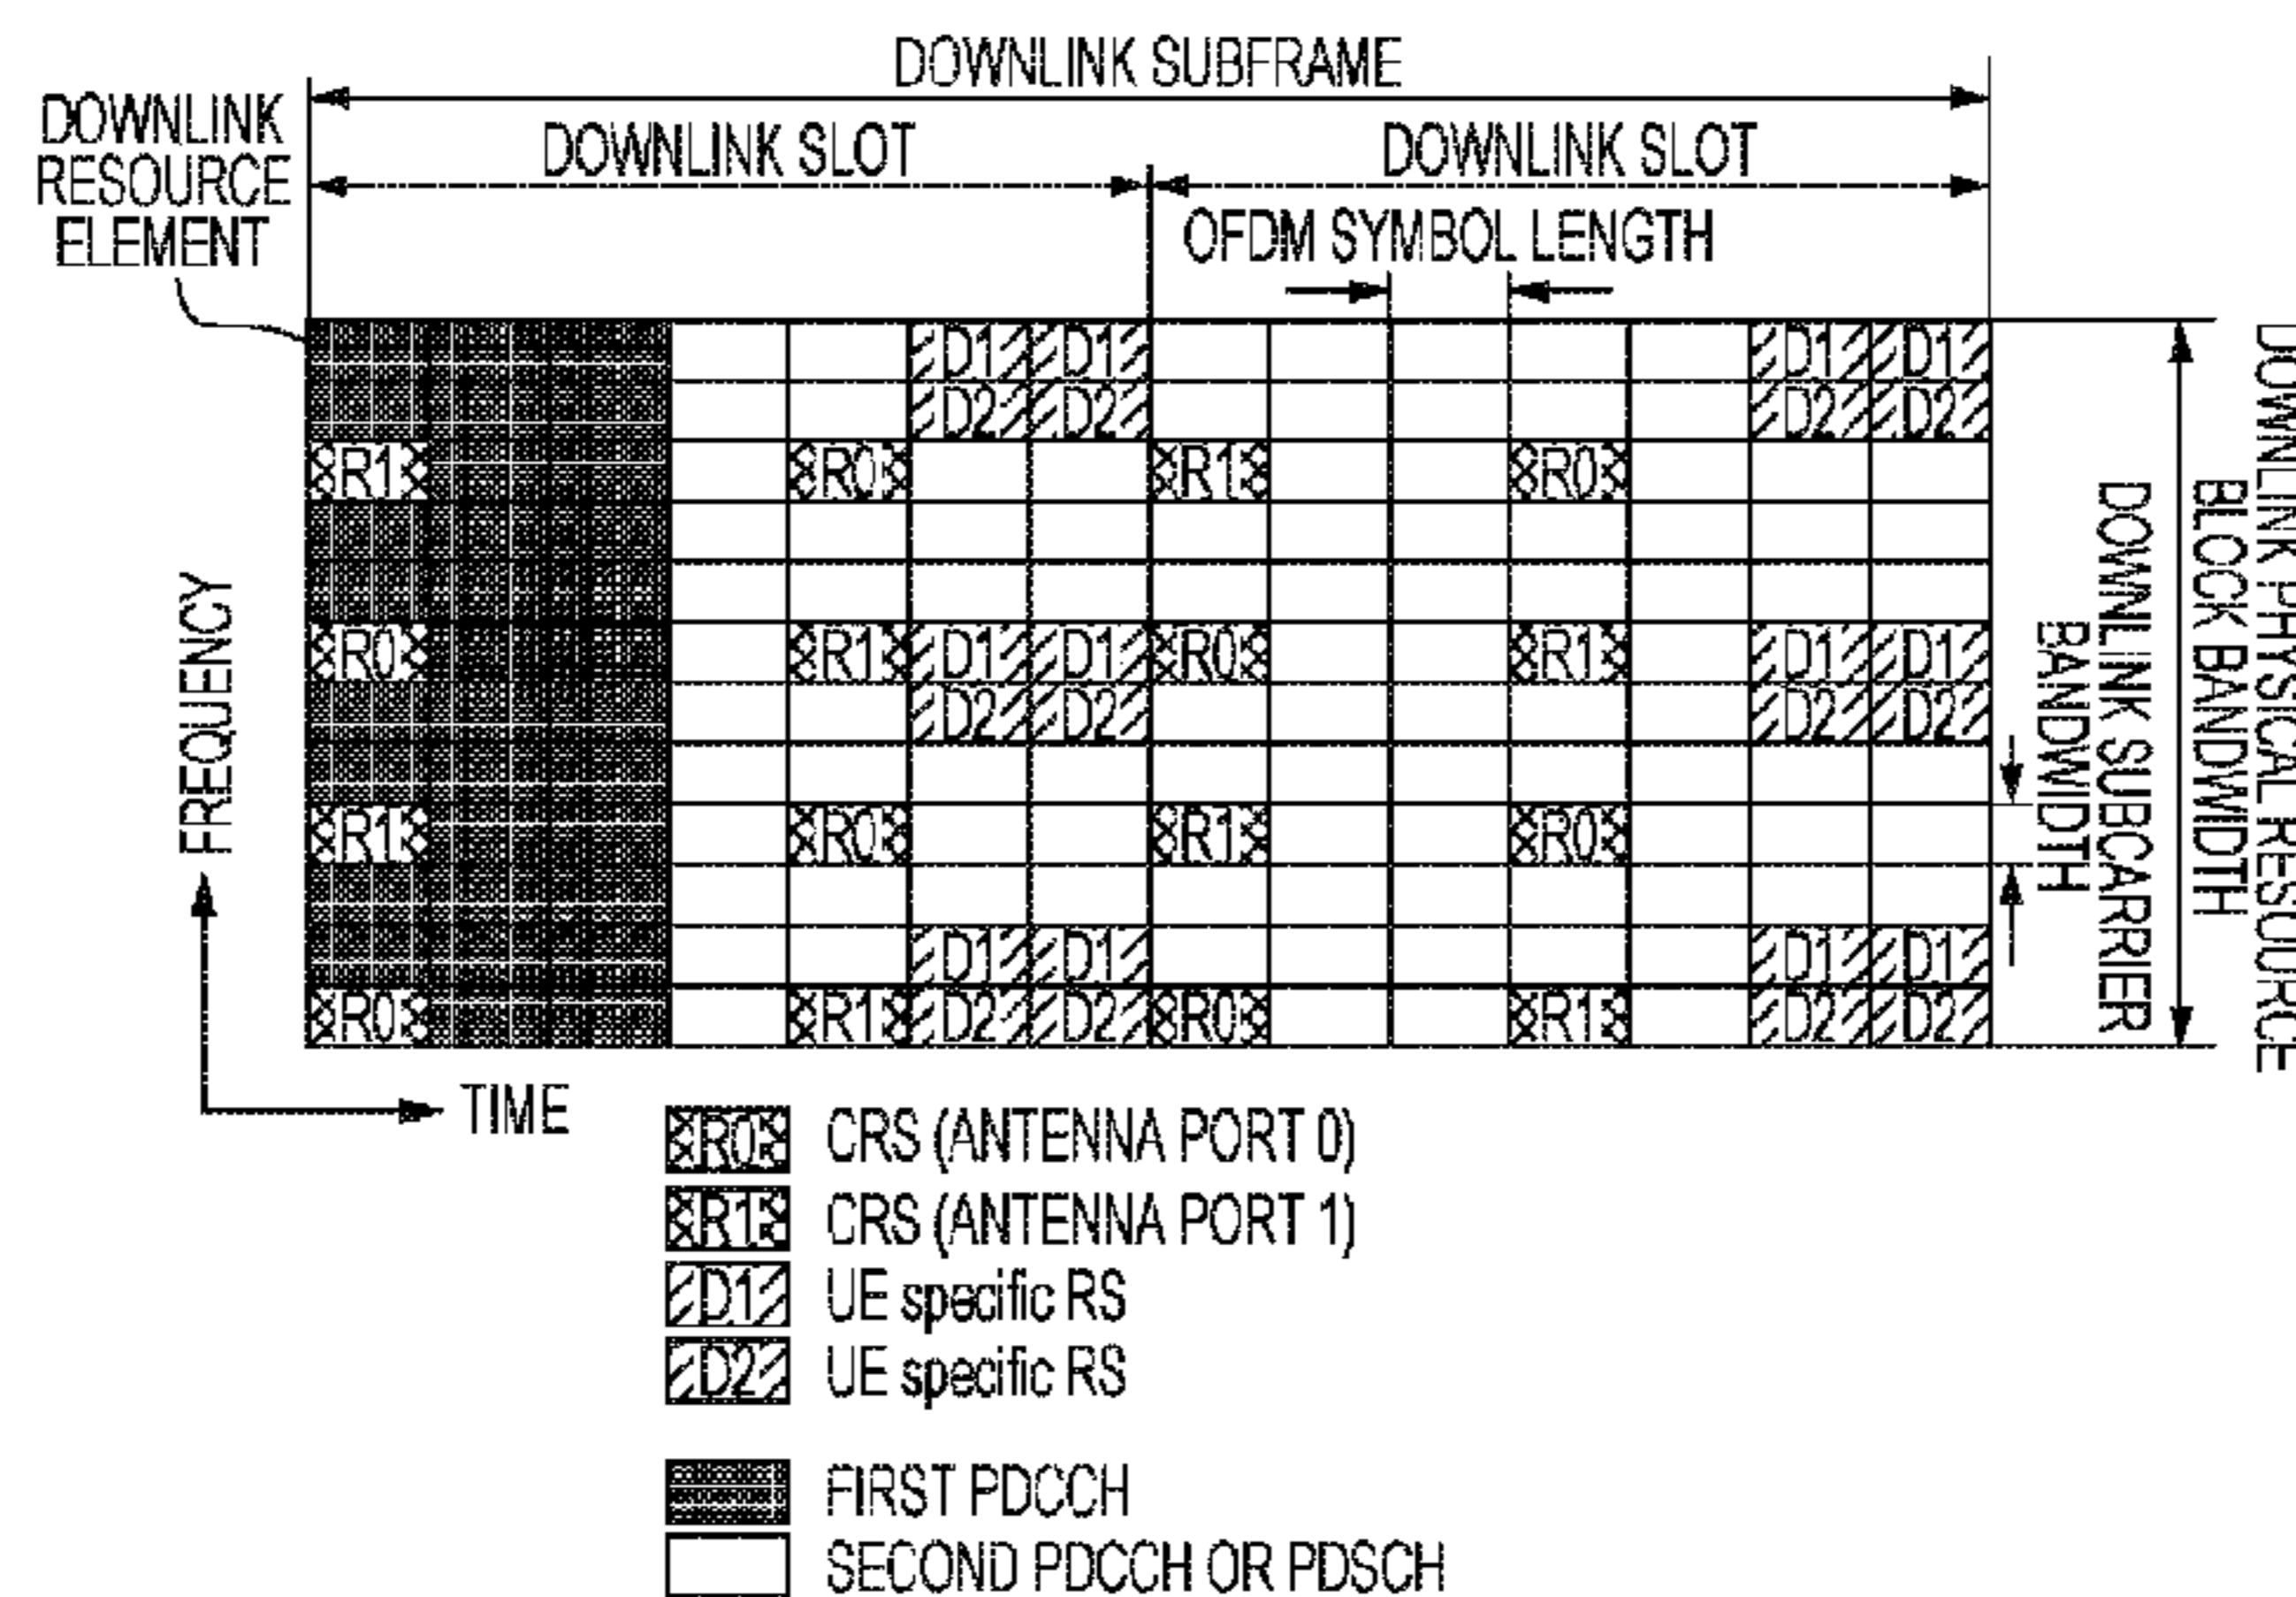 DOWNLINK SUBFRAME
DOWNLINK
RESOURCE
ELEMENT
DOWNLINK SLOT
DOWNLINK SLOT
OFDM SYMBOL LENGTH
D1 D1 D1 D1
D2 D2 D2 D2
R1 R0 R1 R0
R0 R1 D1 D1 R0 R1 D1 D1
D2 D2 D2 D2
R1 R0 R1 R0
D1 D1 D1 D1
R0 R1 D2 D2 R0 R1 D2 D2
FREQUENCY
TIME
DOWNLINK SUBCARRIER
BANDWIDTH
DOWNLINK PHYSICAL RESOURCE
BLOCK BANDWIDTH
R0 CRS (ANTENNA PORT 0)
R1 CRS (ANTENNA PORT 1)
D1 UE specific RS
D2 UE specific RS
FIRST PDCCH
SECOND PDCCH OR PDSCH